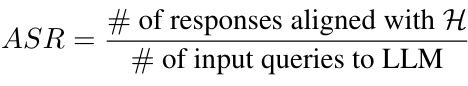 ASR = # of responses aligned with ℋ
# of input queries to LLM